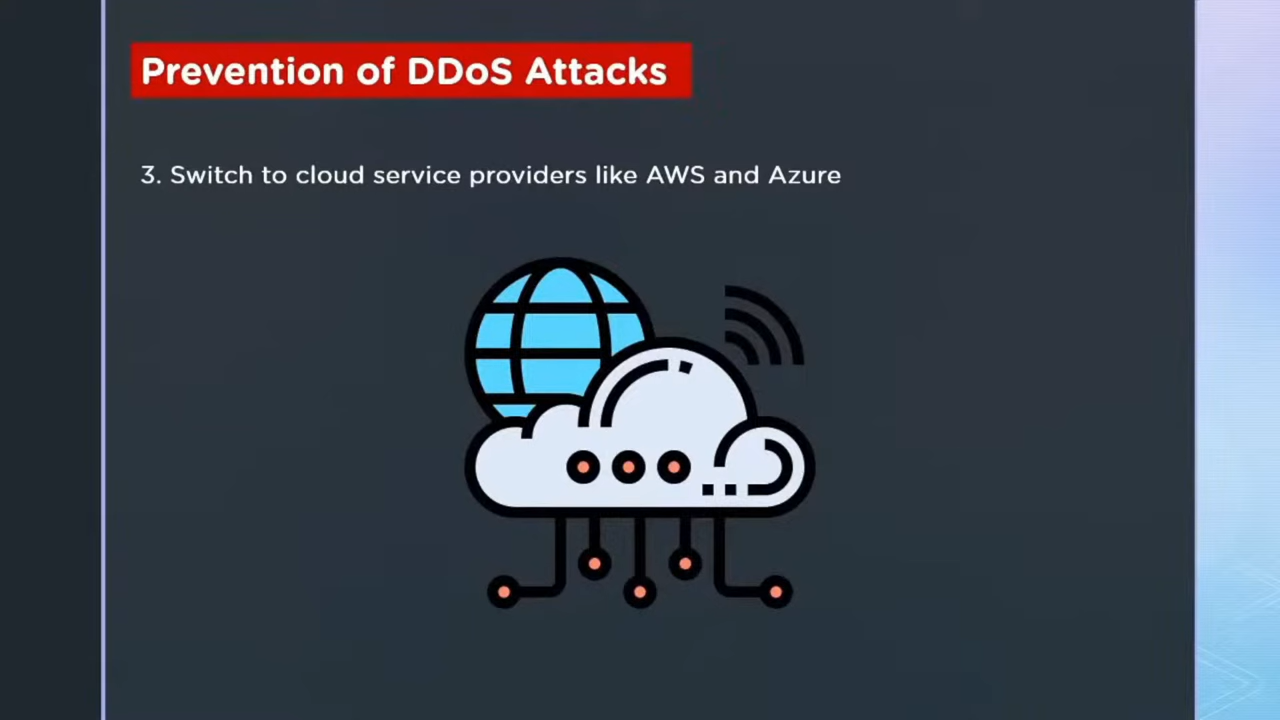 Prevention of DDoS Attacks
3. Switch to cloud service providers like AWS and Azure